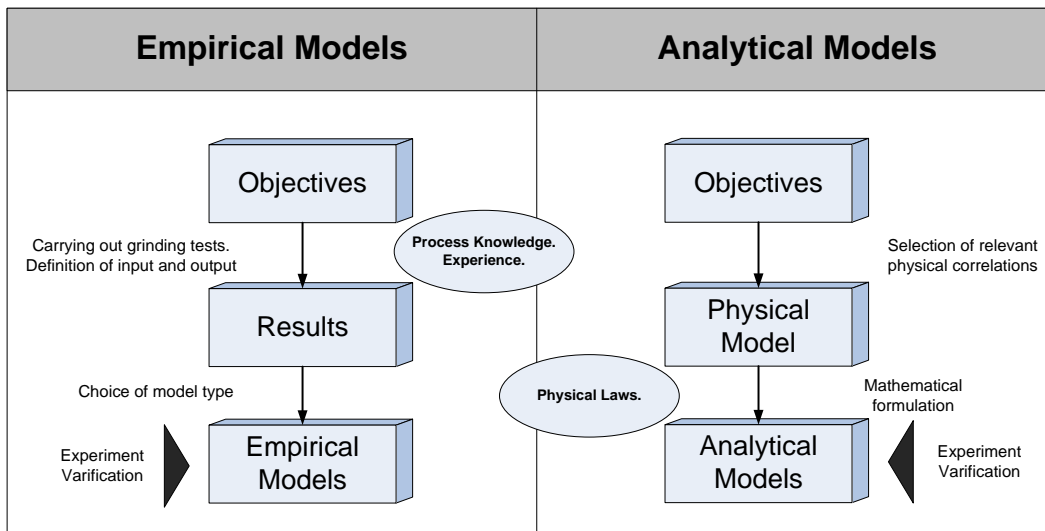 Empirical Models
Analytical Models
Objectives
Carrying out grinding tests.
Definition of input and output
Results
Choice of model type
Empirical
Models
Experiment
Varification
Process Knowledge.
Experience.
Physical Laws.
Objectives
Selection of relevant
physical correlations
Physical
Model
Mathematical
formulation
Analytical
Models
Experiment
Varification